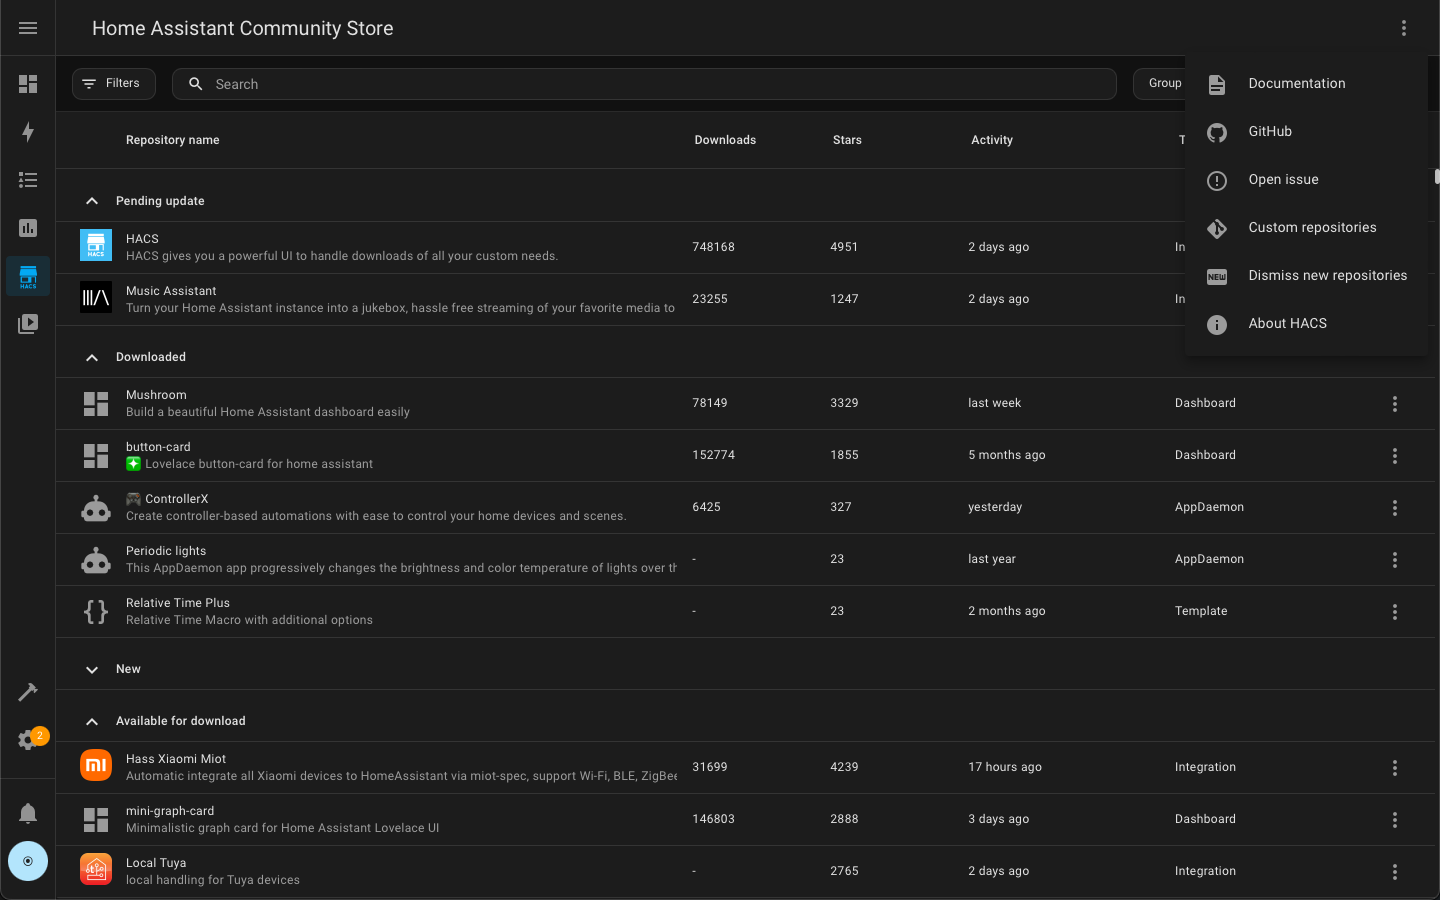 Home Assistant Community Store
Filters
Search
Group
Documentation
GitHub
Open issue
Custom repositories
NEW
Dismiss new repositories
About HACS
Repository name
Downloads
Stars
Activity
T
Pending update
HACS
HACS
748168
4951
2 days ago
In
HACS gives you a powerful UI to handle downloads of all your custom needs.
Music Assistant
23255
1247
2 days ago
In
Turn your Home Assistant instance into a jukebox, hassle free streaming of your favorite media to
Downloaded
Mushroom
78149
3329
last week
Dashboard
Build a beautiful Home Assistant dashboard easily
button-card
152774
1855
5 months ago
Dashboard
❇️ Lovelace button-card for home assistant
🎮 ControllerX
6425
327
yesterday
AppDaemon
Create controller-based automations with ease to control your home devices and scenes.
Periodic lights
-
23
last year
AppDaemon
This AppDaemon app progressively changes the brightness and color temperature of lights over th
Relative Time Plus
-
23
2 months ago
Template
Relative Time Macro with additional options
New
Available for download
Hass Xiaomi Miot
31699
4239
17 hours ago
Integration
Automatic integrate all Xiaomi devices to HomeAssistant via miot-spec, support Wi-Fi, BLE, ZigBee
mini-graph-card
146803
2888
3 days ago
Dashboard
Minimalistic graph card for Home Assistant Lovelace UI
Local Tuya
-
2765
2 days ago
Integration
local handling for Tuya devices
HACS
2